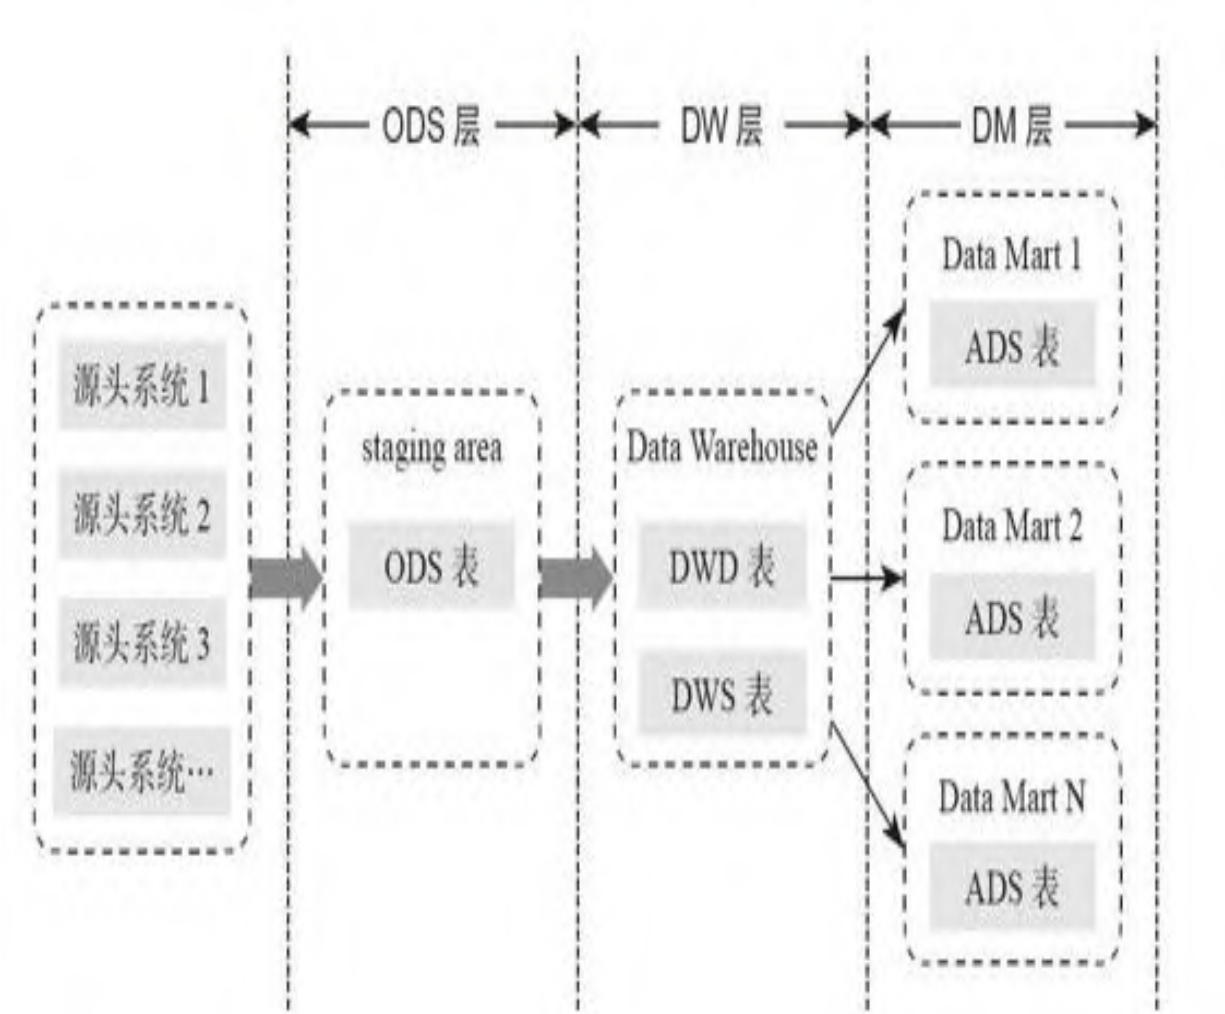 ODS 层
DW 层
DM 层
源头系统 1
源头系统 2
源头系统 3
源头系统…
staging area
ODS 表
Data Warehouse
DWD 表
DWS 表
Data Mart 1
ADS 表
Data Mart 2
ADS 表
Data Mart N
ADS 表